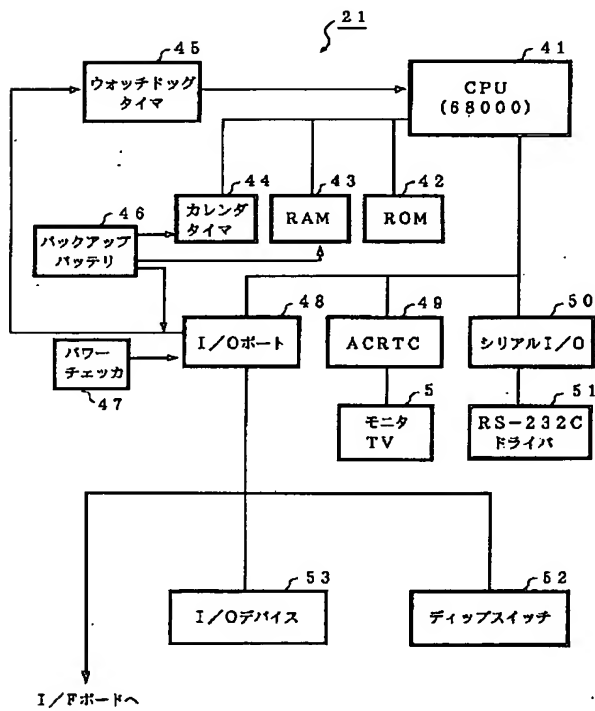 21
45
ウォッチドッグ
タイマ
41
CPU
(68000)
44
カレンダ
タイマ
43
RAM
42
ROM
46
バックアップ
バッテリ
48
I/Oポート
49
ACRTC
50
シリアルI/O
パワー
チェッカ
47
5
モニタ
TV
51
RS-232C
ドライバ
53
I/Oデバイス
52
ディップスイッチ
I/Fボードへ